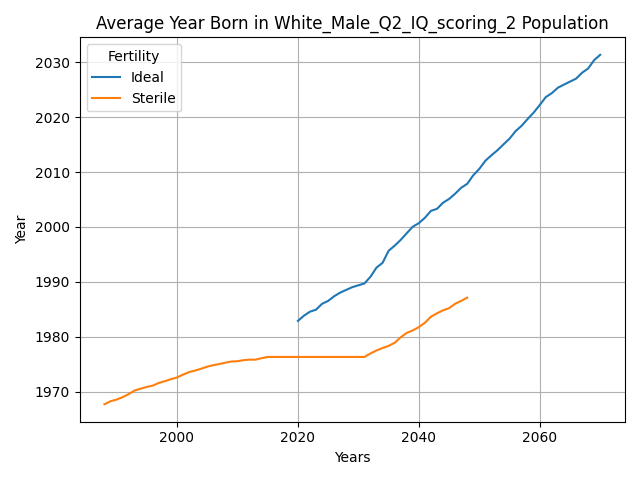 Average Year Born in White_Male_Q2_IQ_scoring_2 Population
Fertility
Ideal
Sterile
Year
2030
2020
2010
2000
1990
1980
1970
2000 2020 2040 2060
Years